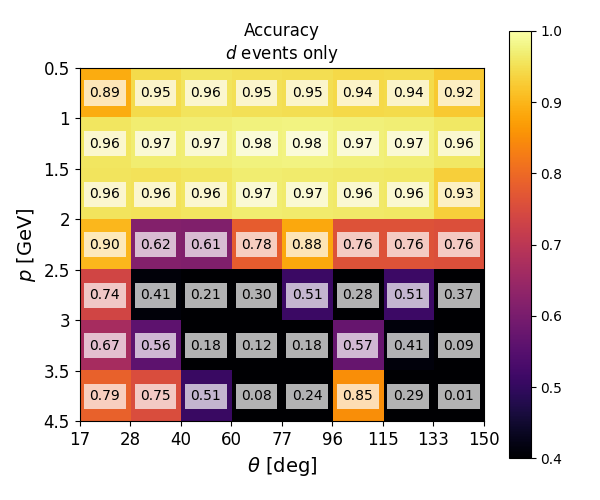 Accuracy
d events only
1.0
0.5
0.89 0.95 0.96 0.95 0.95 0.94 0.94 0.92
1
0.9
0.96 0.97 0.97 0.98 0.98 0.97 0.97 0.96
1.5
0.8
0.96 0.96 0.96 0.97 0.97 0.96 0.96 0.93
2
p [GeV]
0.90 0.62 0.61 0.78 0.88 0.76 0.76 0.76
0.7
2.5
0.74 0.41 0.21 0.30 0.51 0.28 0.51 0.37
0.6
3
0.67 0.56 0.18 0.12 0.18 0.57 0.41 0.09
3.5
0.5
0.79 0.75 0.51 0.08 0.24 0.85 0.29 0.01
4.5
17 28 40 60 77 96 115 133 150
0.4
θ [deg]